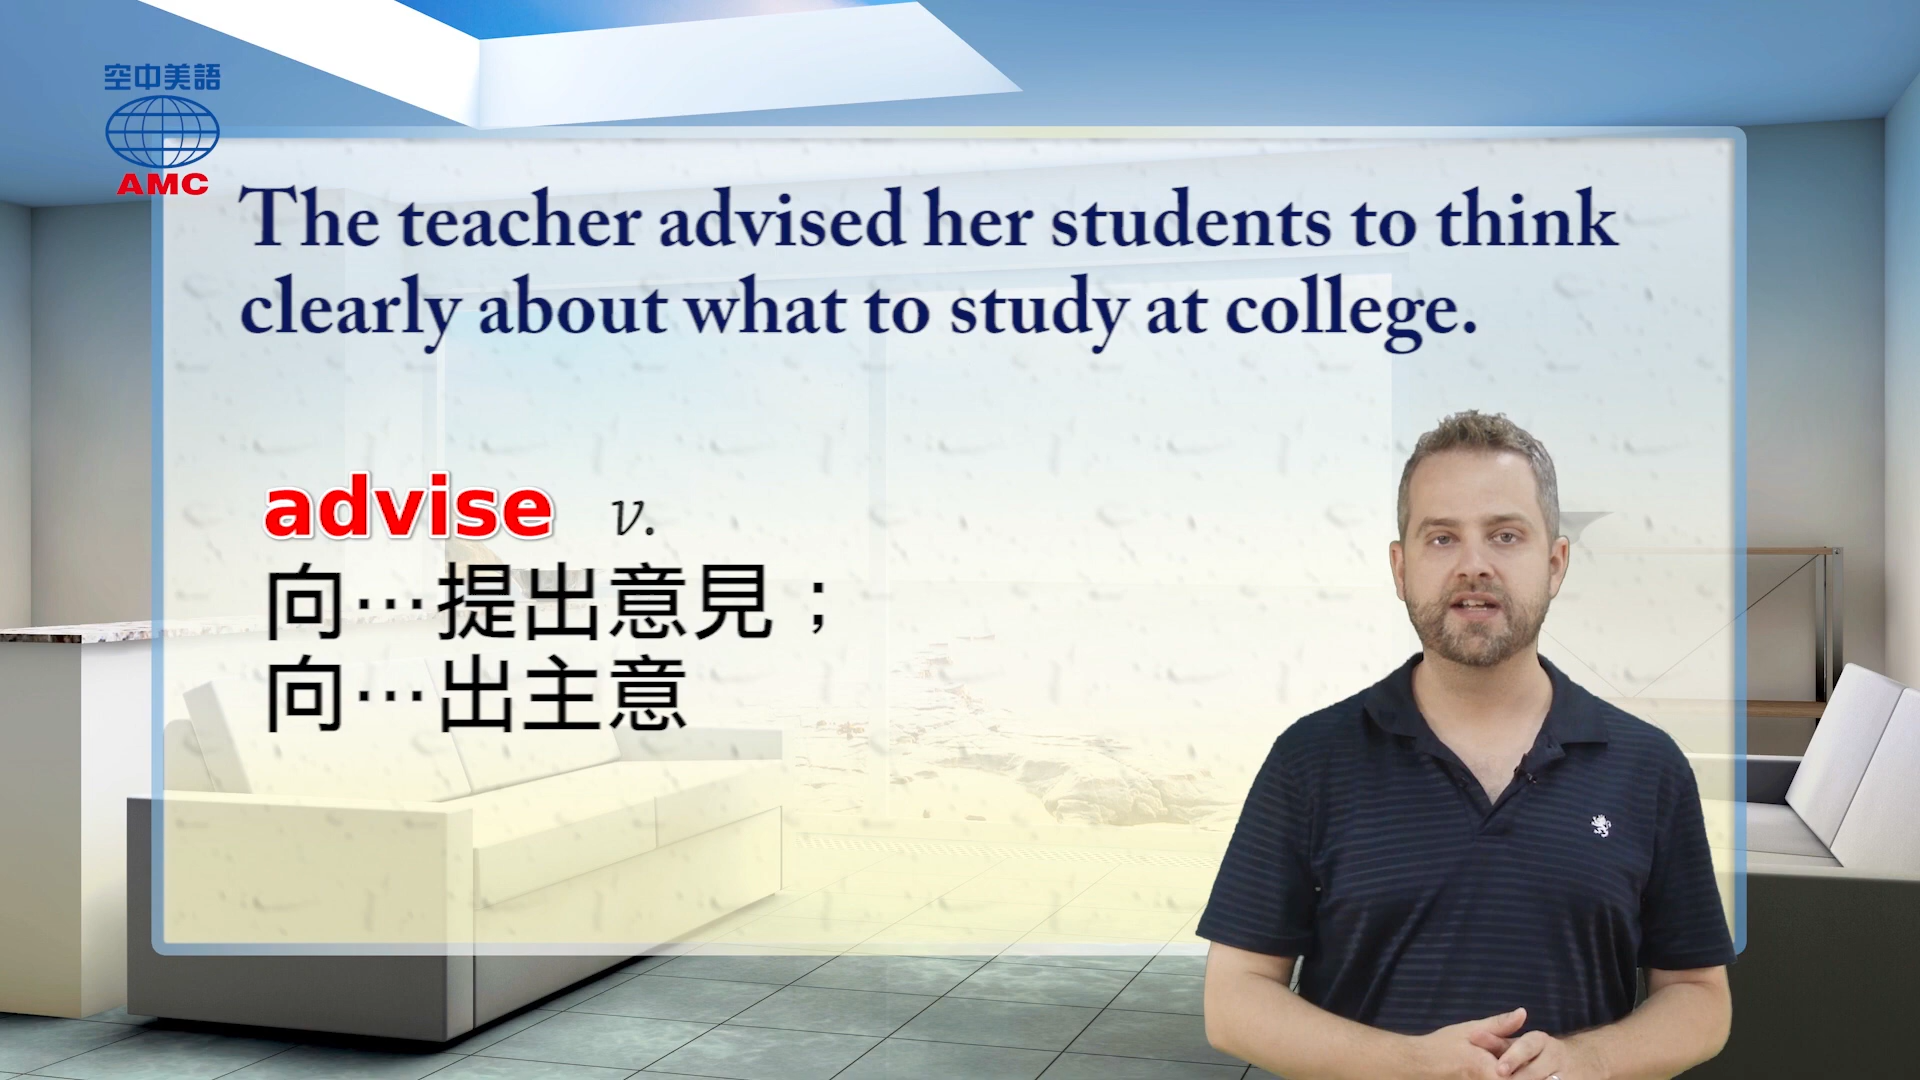 空中美語
AMC
The teacher advised her students to think
clearly about what to study at college.
advise v.
向…提出意見；
向…出主意